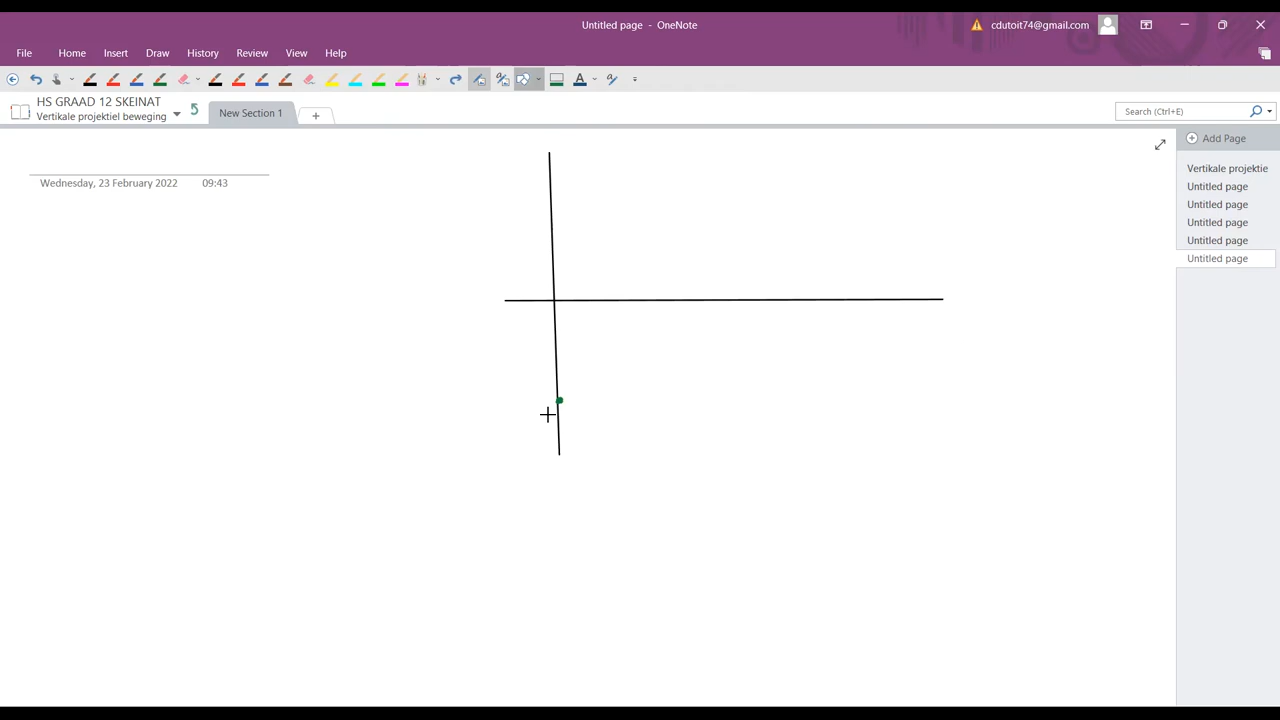 Untitled page - OneNote
cdutoit74@gmail.com
File Home Insert Draw History Review View Help
HS GRAAD 12 SKEINAT
Vertikale projektiel beweging
New Section 1
Search (Ctrl+E)
Add Page
Wednesday, 23 February 2022 09:43
Vertikale projektie
Untitled page
Untitled page
Untitled page
Untitled page
Untitled page